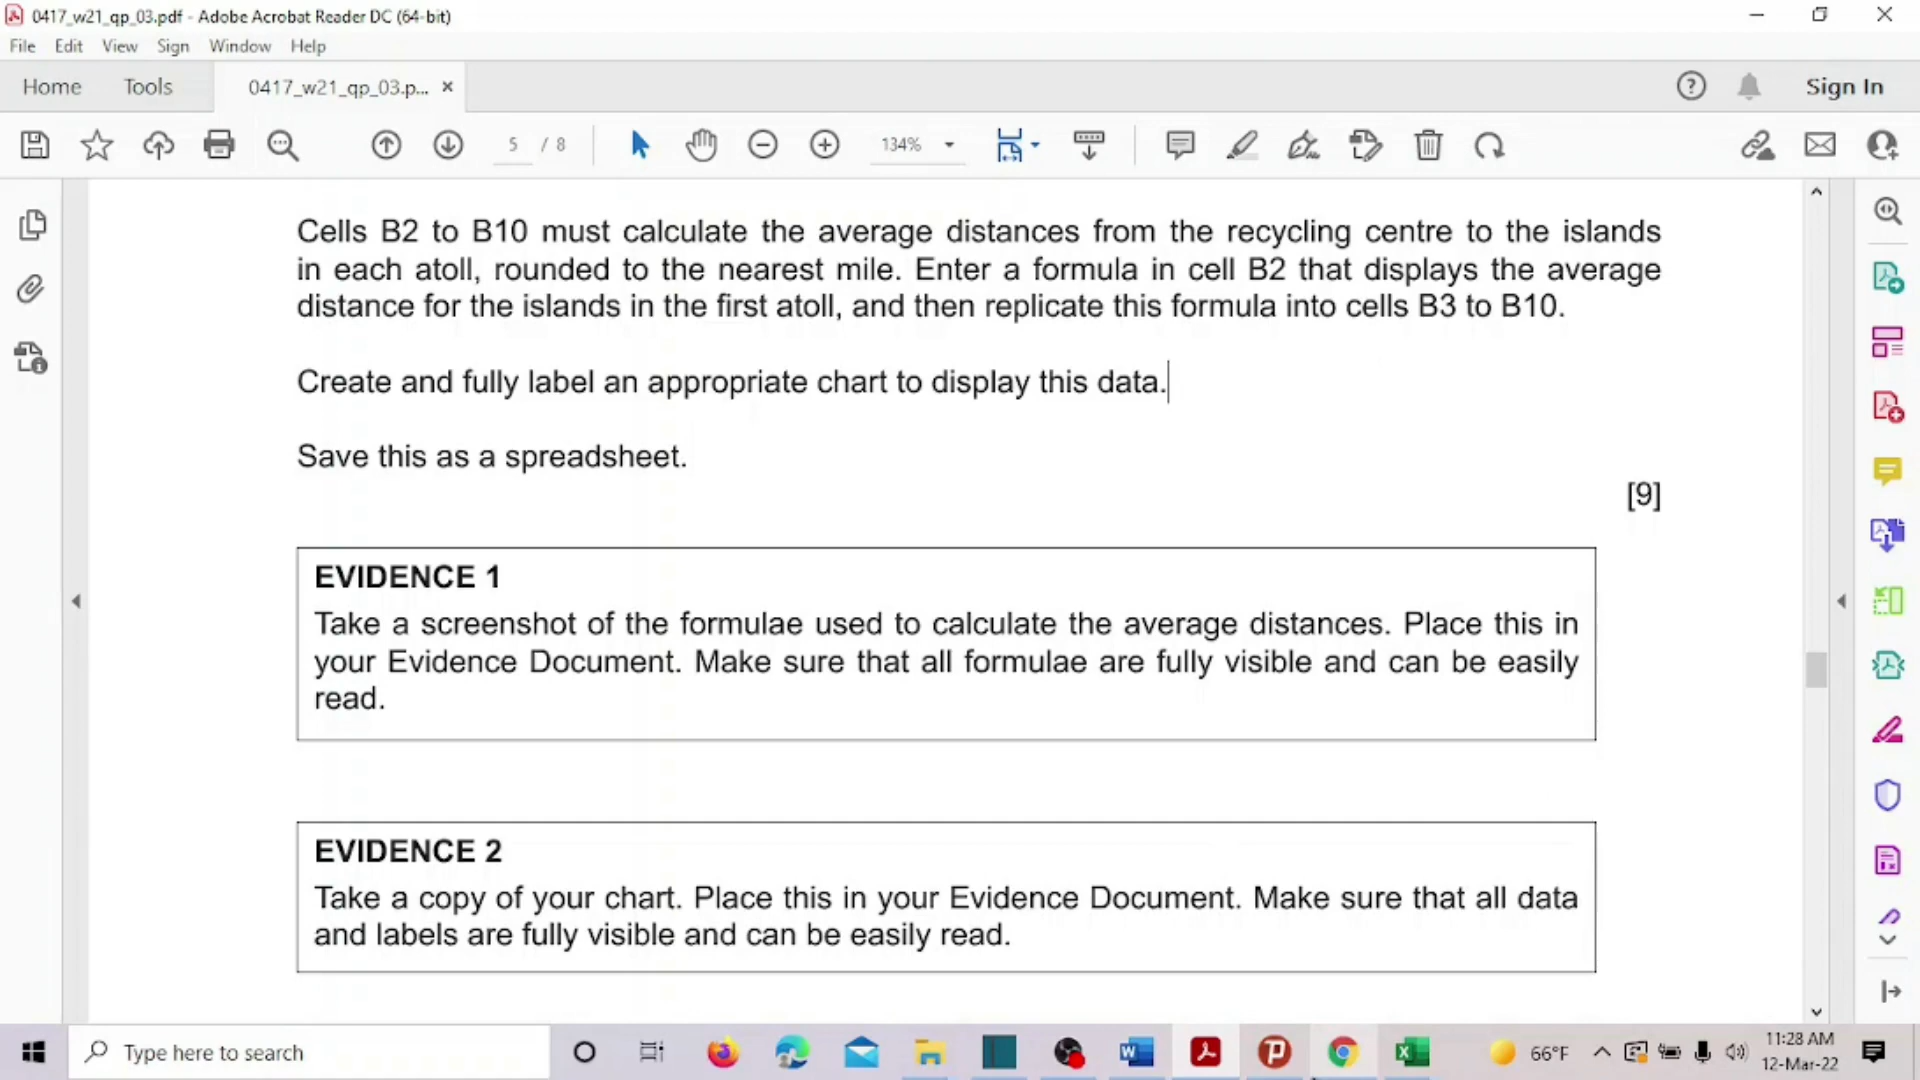 0417_w21_qp_03.pdf - Adobe Acrobat Reader DC (64-bit)
File Edit View Sign Window Help
Home Tools 0417_w21_qp_03.p... × Sign In
5 / 8 134%
Cells B2 to B10 must calculate the average distances from the recycling centre to the islands
in each atoll, rounded to the nearest mile. Enter a formula in cell B2 that displays the average
distance for the islands in the first atoll, and then replicate this formula into cells B3 to B10.
Create and fully label an appropriate chart to display this data.
Save this as a spreadsheet.
[9]
EVIDENCE 1
Take a screenshot of the formulae used to calculate the average distances. Place this in
your Evidence Document. Make sure that all formulae are fully visible and can be easily
read.
EVIDENCE 2
Take a copy of your chart. Place this in your Evidence Document. Make sure that all data
and labels are fully visible and can be easily read.
Type here to search
66°F
11:28 AM
12-Mar-22